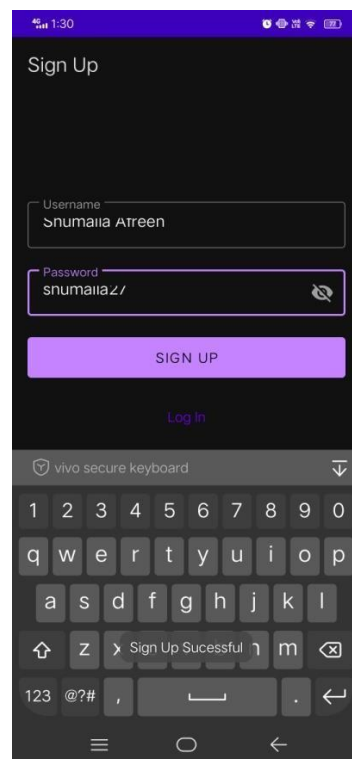 4G 1:30
Sign Up
Username
Shumaila Afreen
Password
shumaila27
SIGN UP
Log In
vivo secure keyboard
1 2 3 4 5 6 7 8 9 0
q w e r t y u i o p
a s d f g h j k l
z x Sign Up Sucessful n m
123 @?# , .